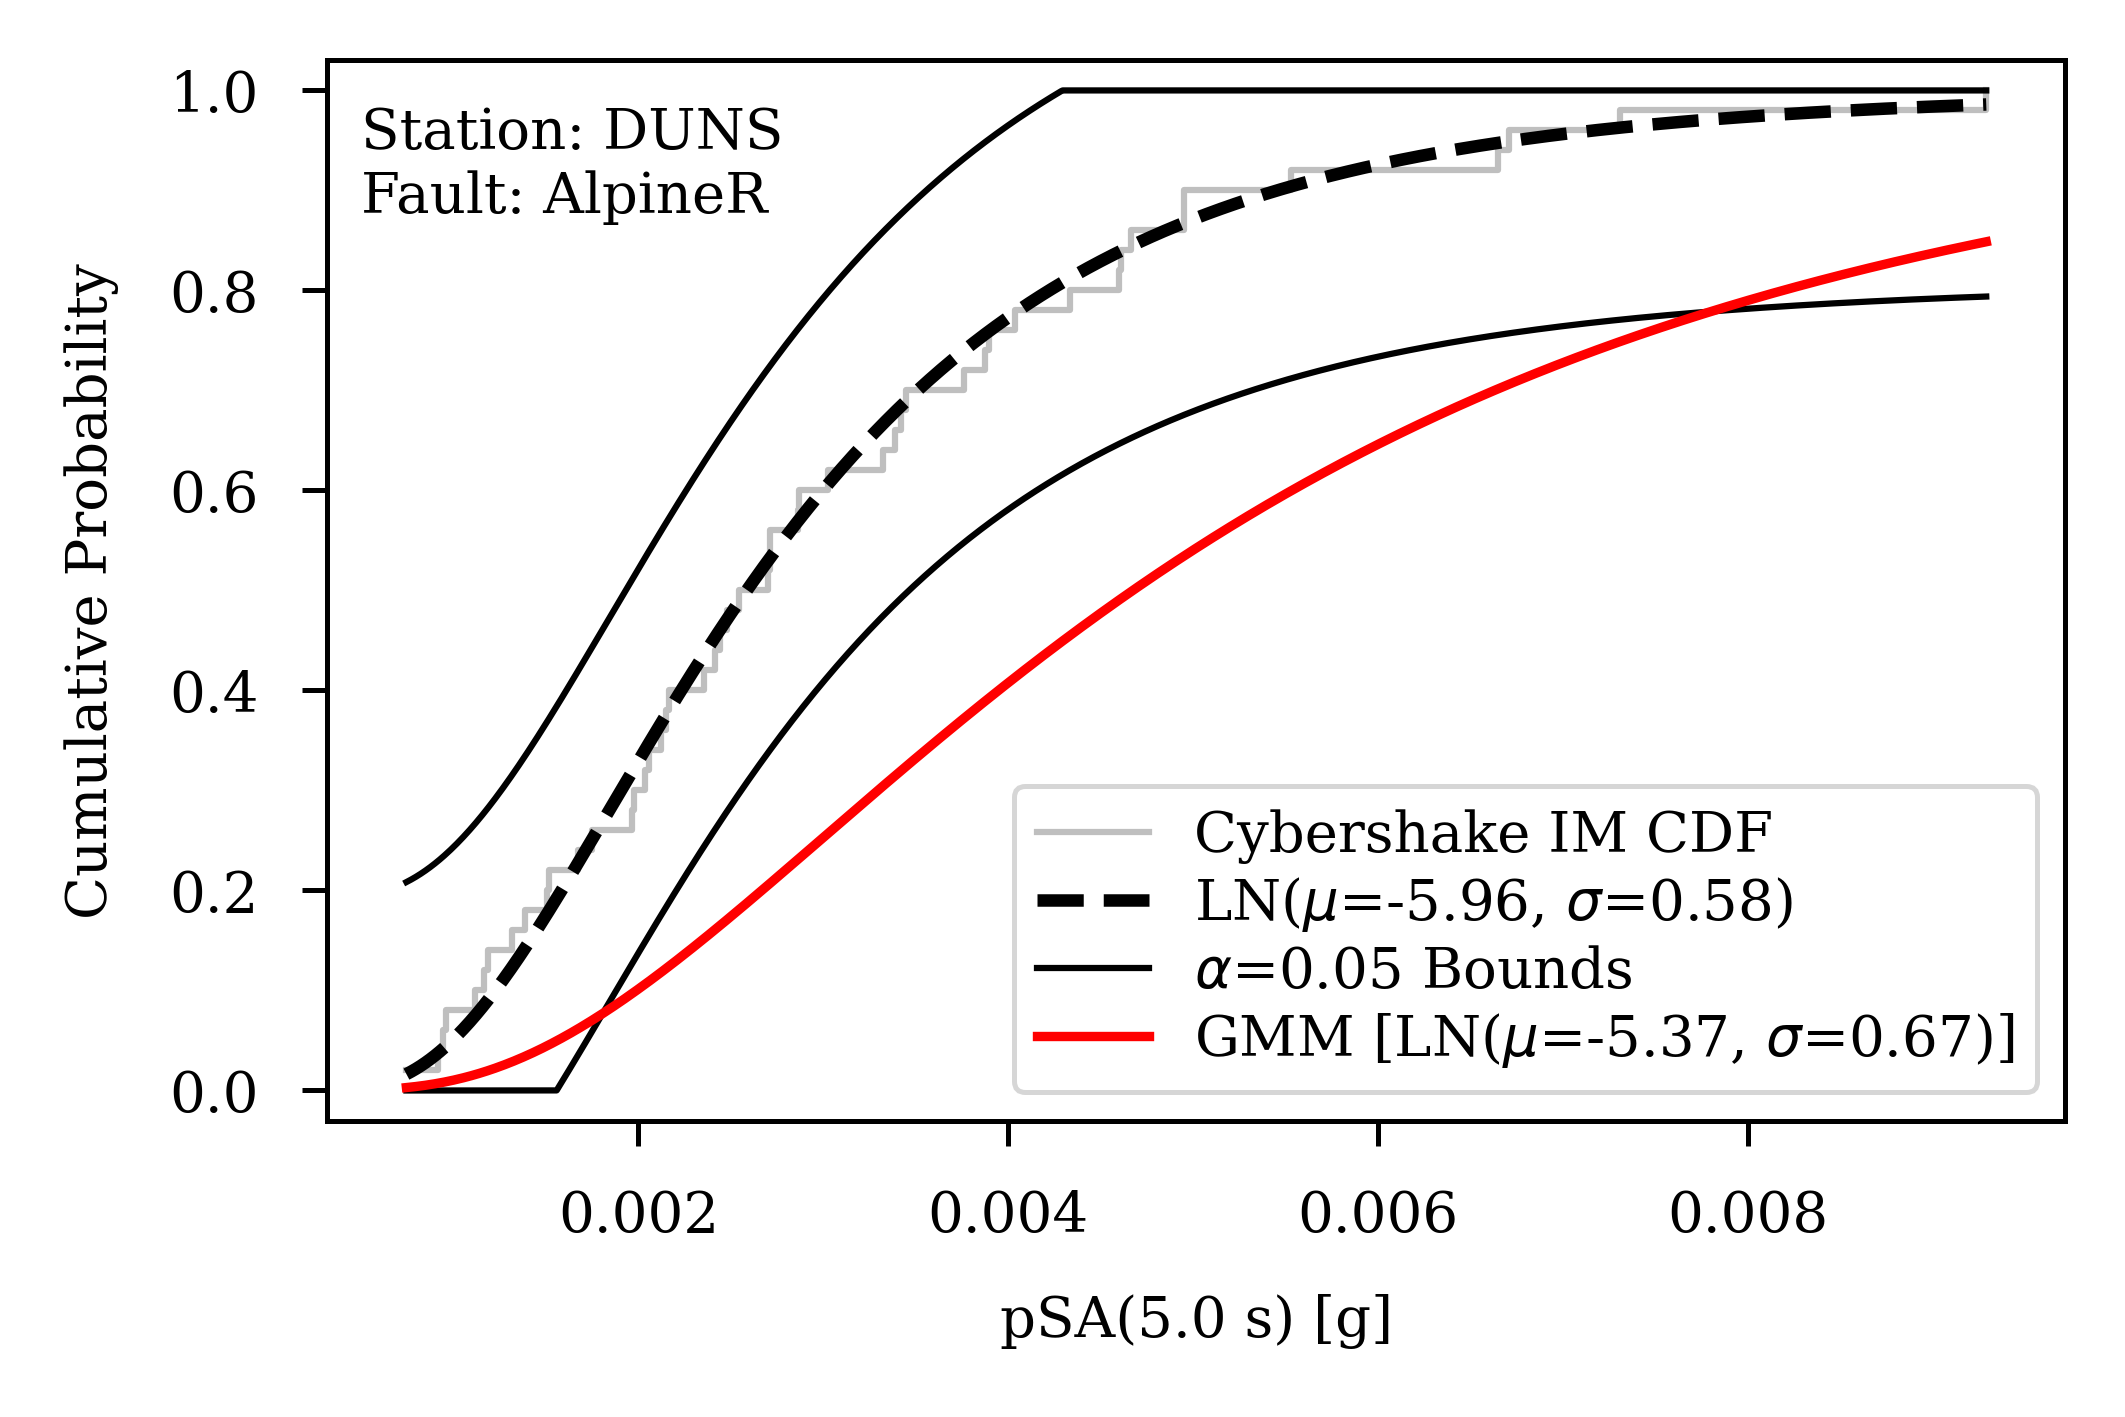 Station: DUNS
Fault: AlpineR
1.0
0.8
0.6
0.4
0.2
0.0
Cumulative Probability
Cybershake IM CDF
LN(μ=-5.96, σ=0.58)
α=0.05 Bounds
GMM [LN(μ=-5.37, σ=0.67)]
0.002 0.004 0.006 0.008
pSA(5.0 s) [g]